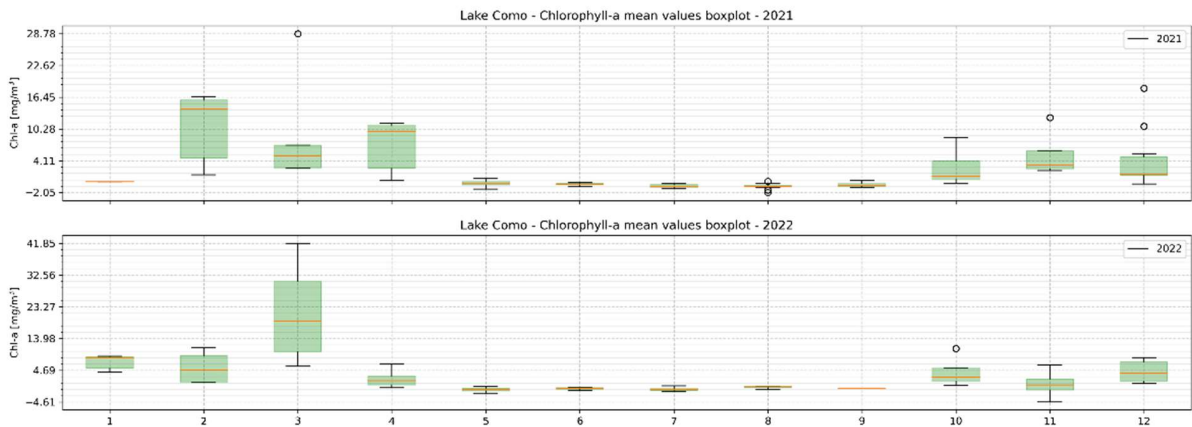 Lake Como - Chlorophyll-a mean values boxplot - 2021
28.78
22.62
16.45
10.28
4.11
−2.05
Chl-a [mg/m³]
2021
Lake Como - Chlorophyll-a mean values boxplot - 2022
41.85
32.56
23.27
13.98
4.69
−4.61
Chl-a [mg/m³]
2022
1 2 3 4 5 6 7 8 9 10 11 12